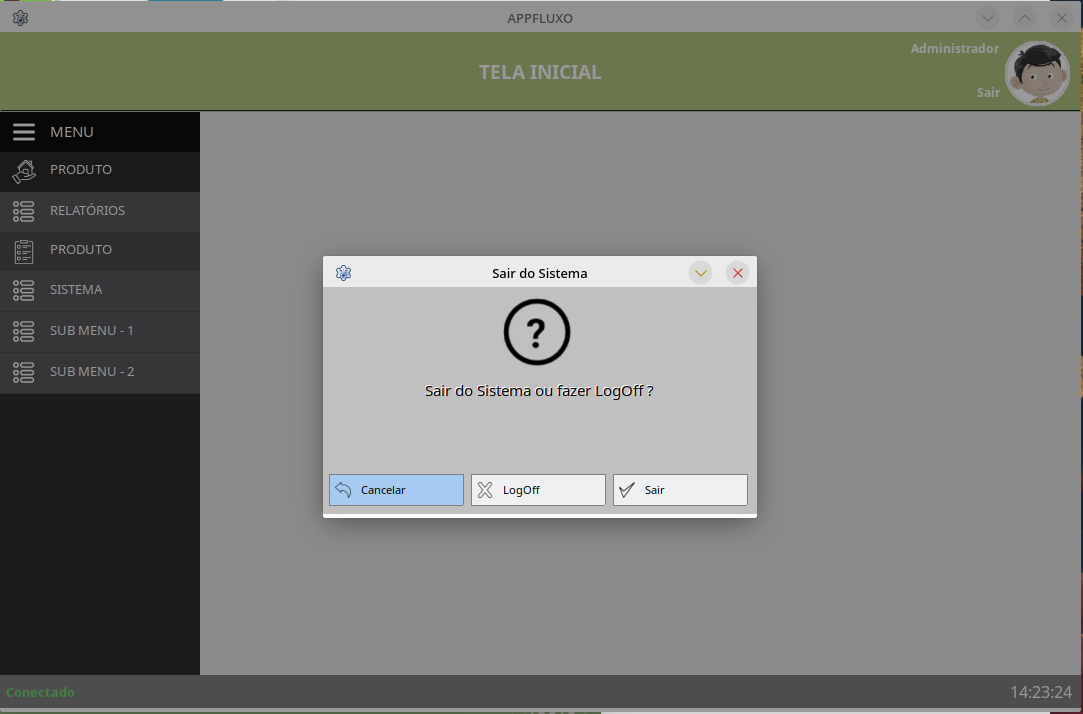 APPFLUXO
TELA INICIAL
Administrador
Sair
MENU
PRODUTO
RELATÓRIOS
PRODUTO
SISTEMA
SUB MENU - 1
SUB MENU - 2
Sair do Sistema
?
Sair do Sistema ou fazer LogOff ?
Cancelar
LogOff
Sair
Conectado
14:23:24